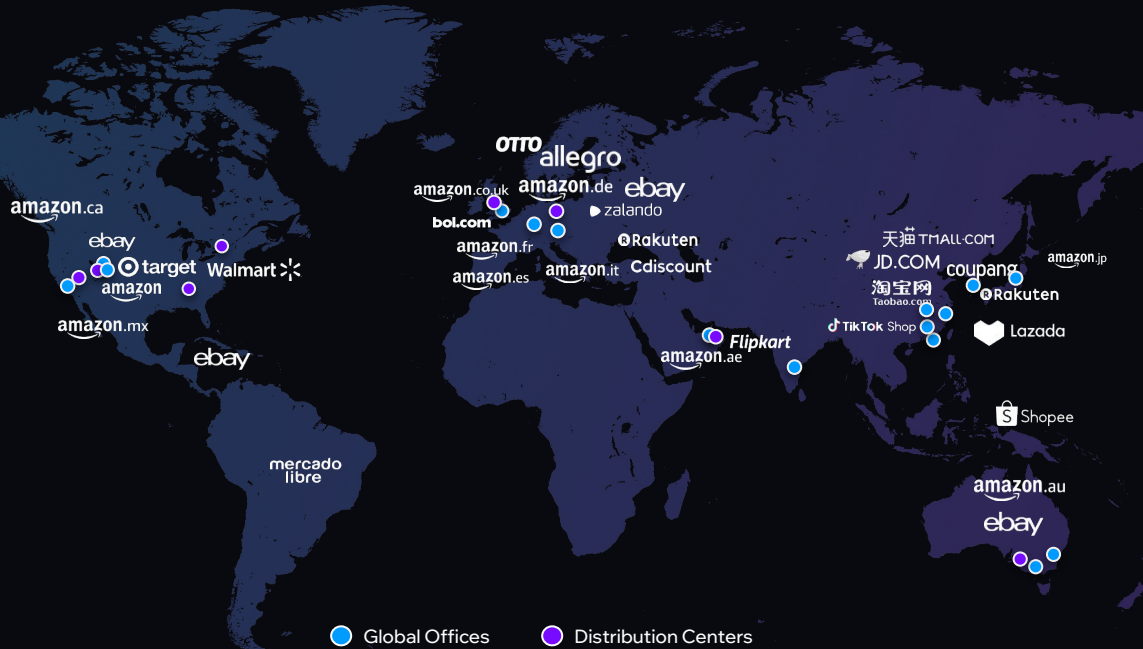 OTTO
allegro
amazon.co.uk
amazon.de
ebay
zalando
bol.com
amazon.fr
Rakuten
amazon.es
amazon.it
Cdiscount
amazon.ca
ebay
target
Walmart
amazon
amazon.mx
ebay
mercado
libre
天猫 TMALL.COM
JD.COM
coupang
amazon.jp
淘宝网
Taobao.com
Rakuten
TikTok Shop
Lazada
Flipkart
amazon.ae
S Shopee
amazon.au
ebay
Global Offices
Distribution Centers